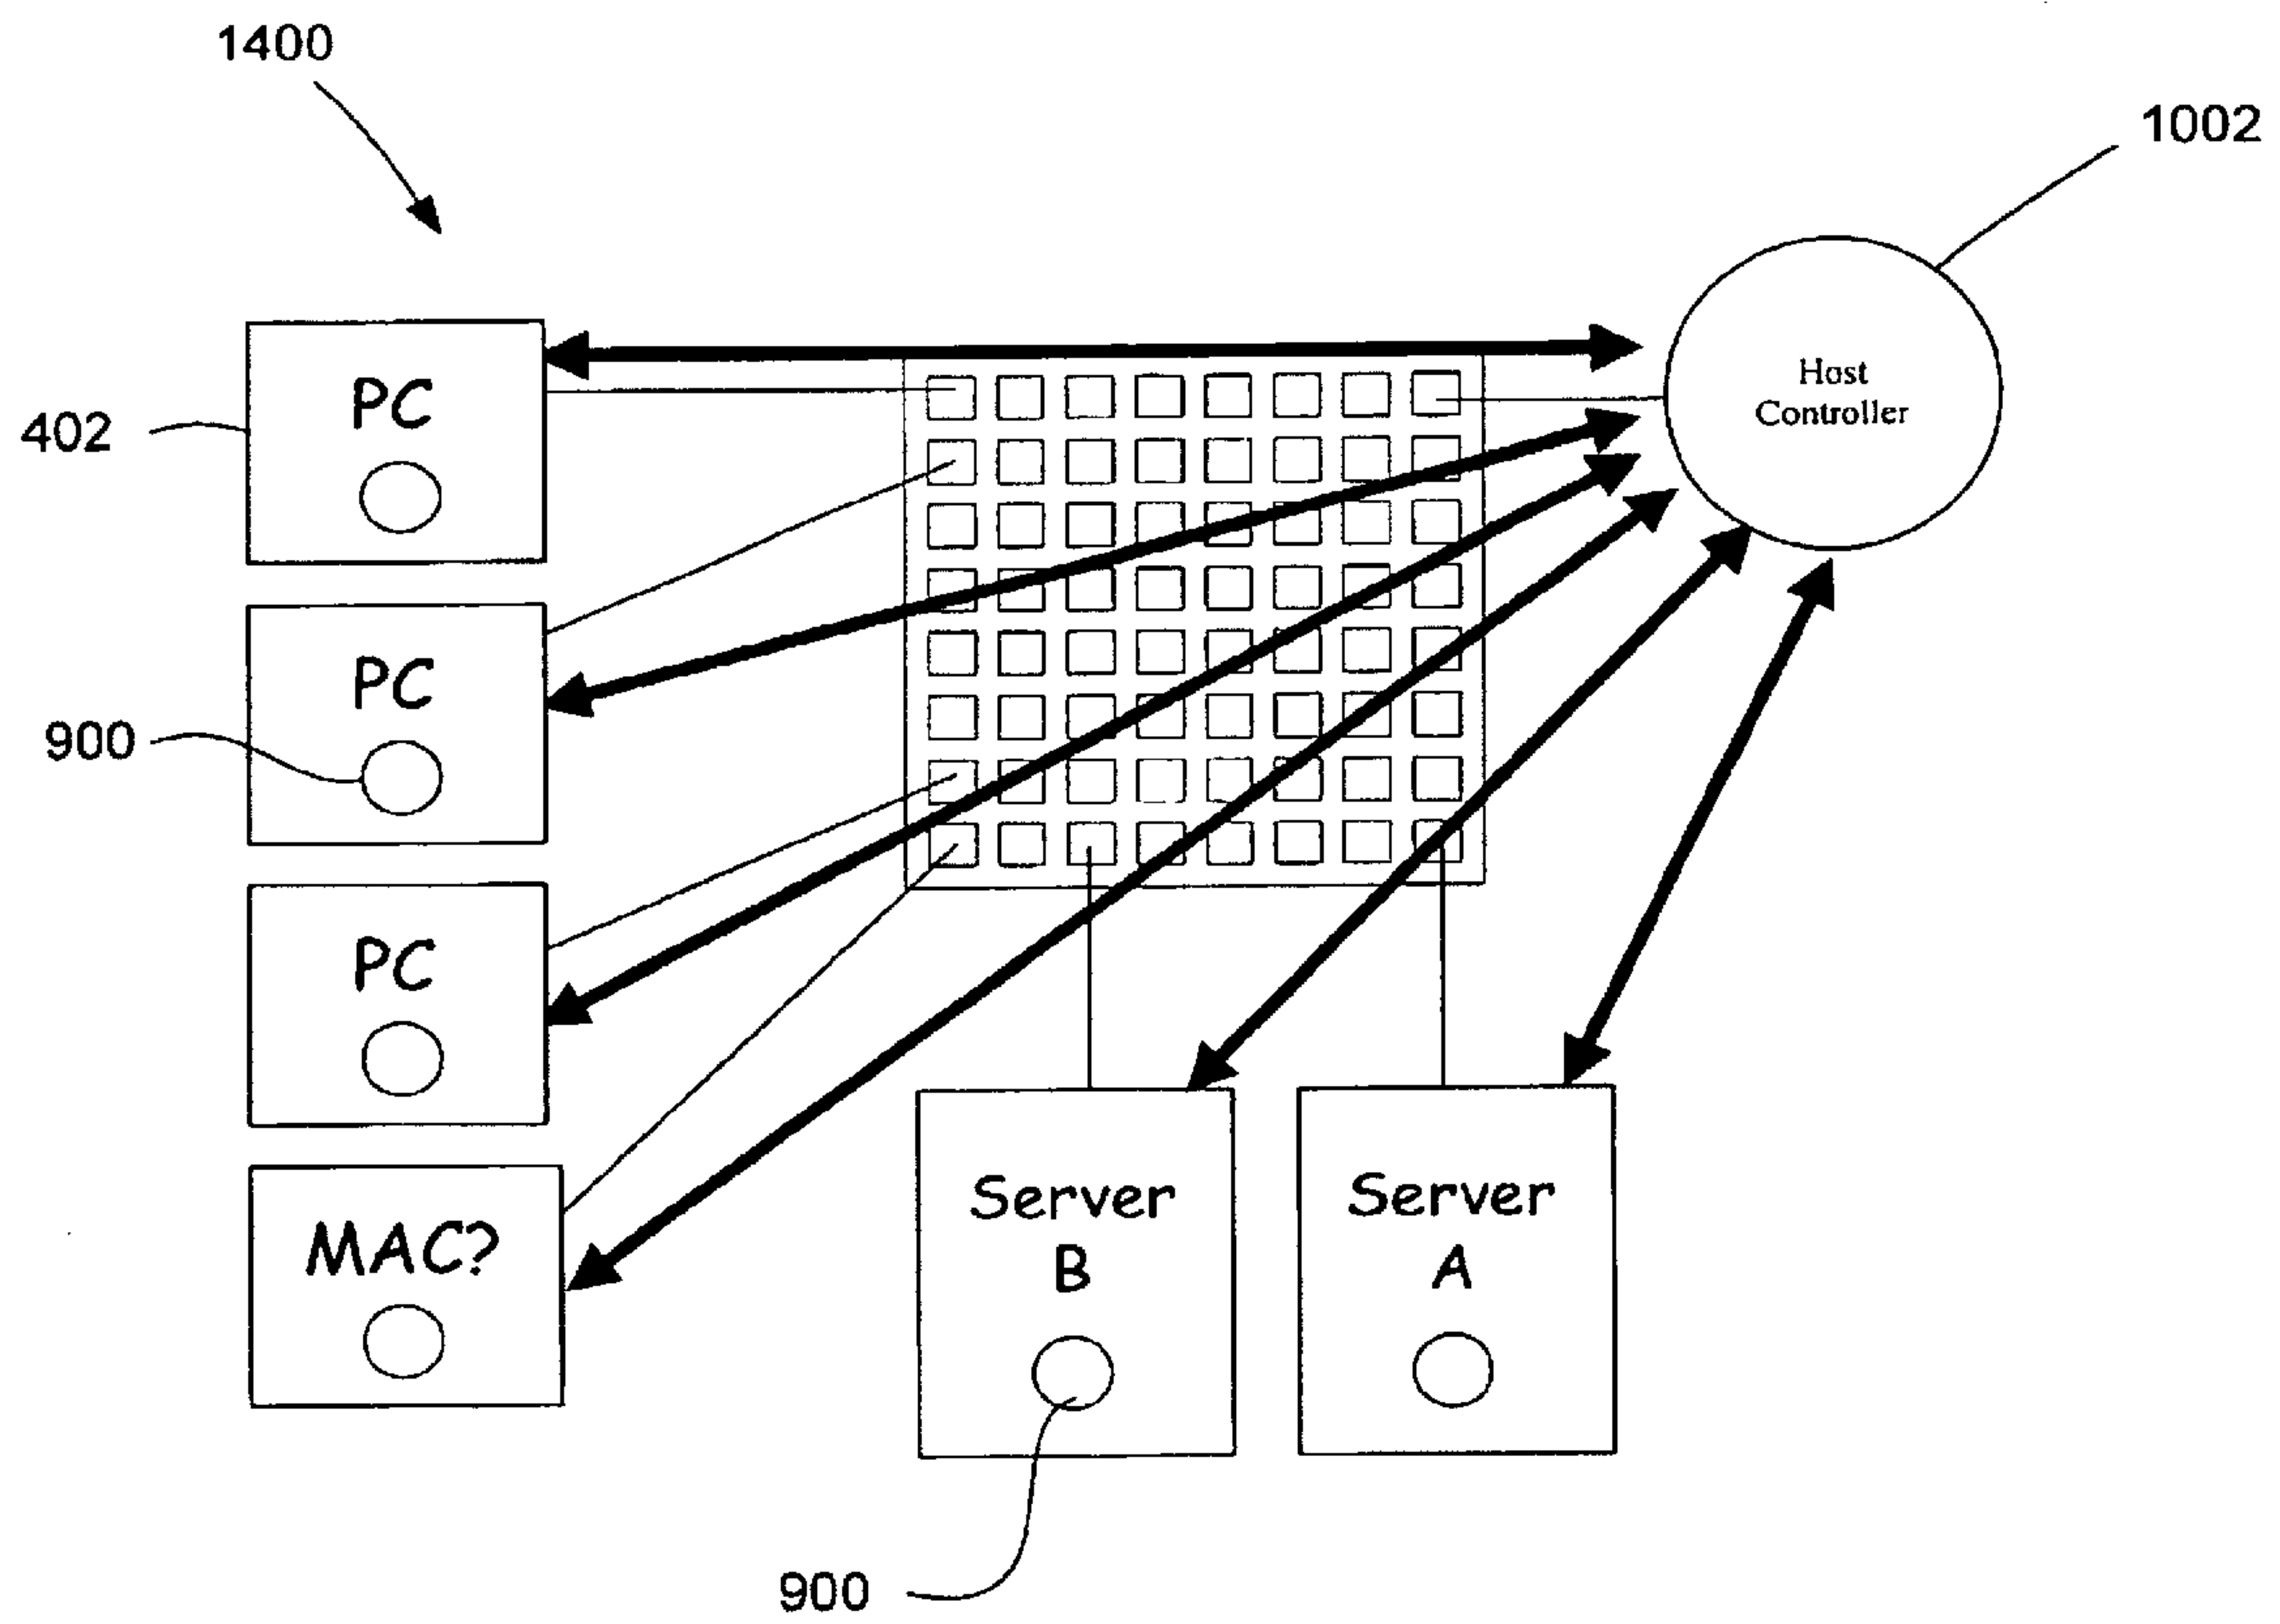 1400
1002
PC
402
Host
Controller
PC
900
PC
MAC?
Server
B
Server
A
900